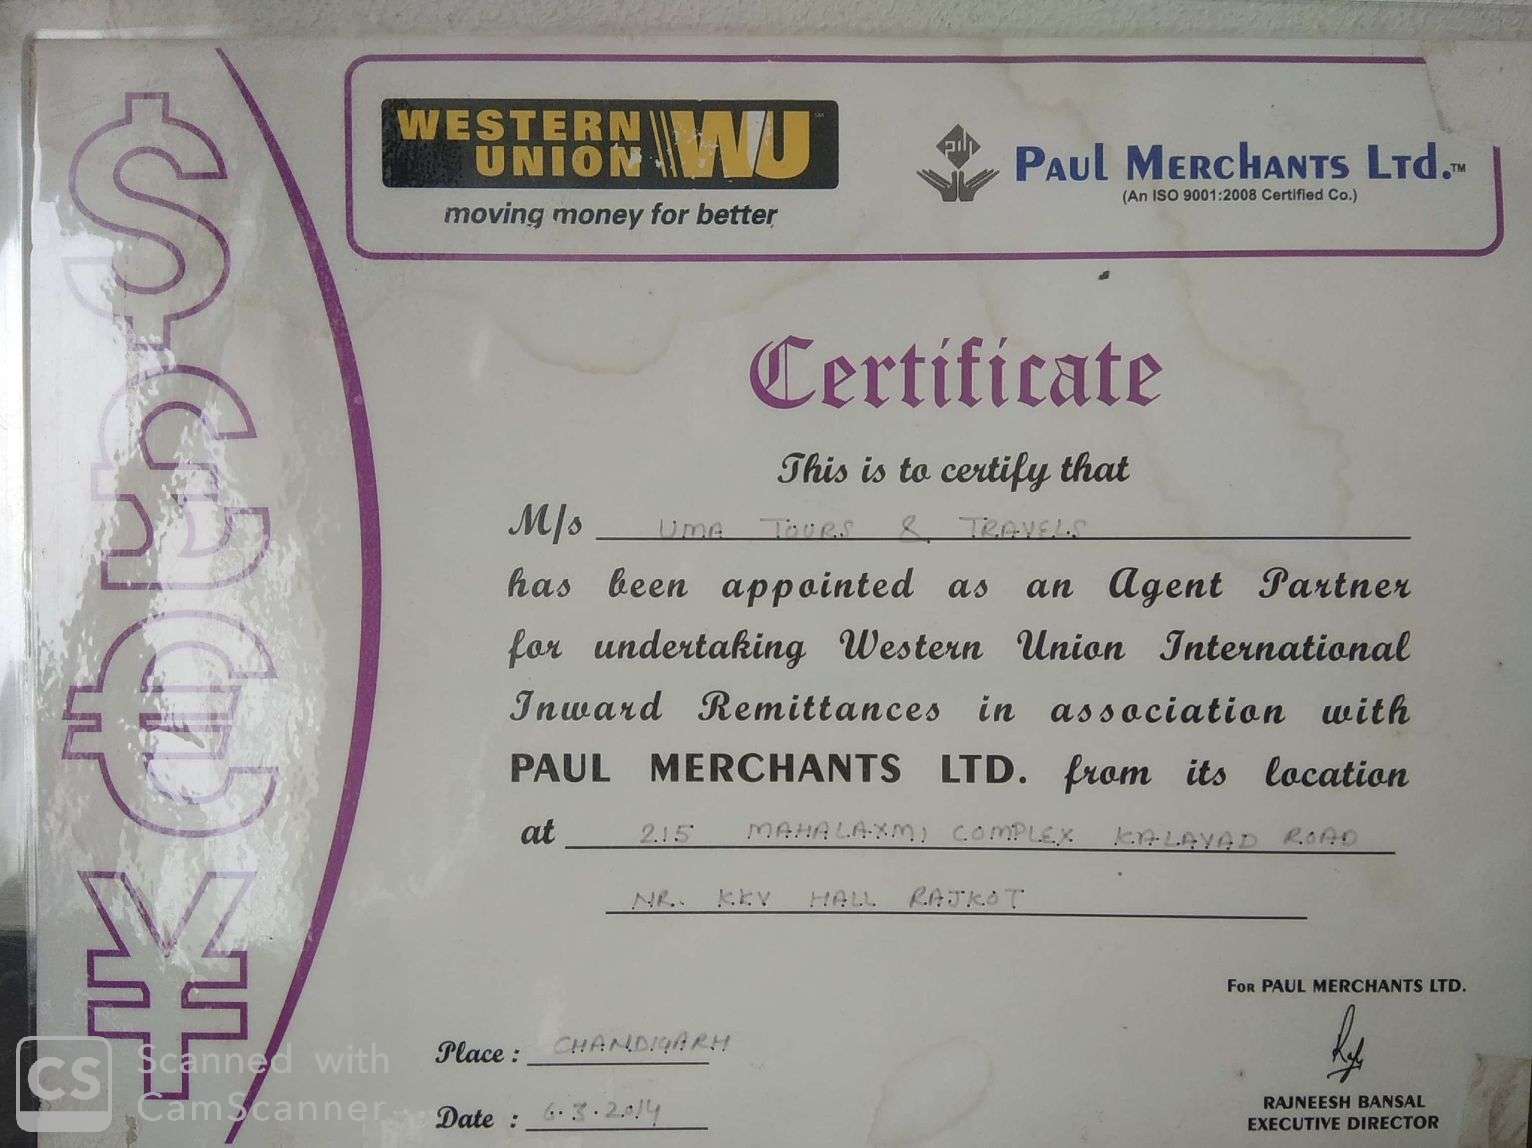 WESTERN UNION WU SM
moving money for better
PAUL MERCHANTS LTD.™
(An ISO 9001:2008 Certified Co.)
Certificate
This is to certify that
M/s UMA TOURS & TRAVELS
has been appointed as an Agent Partner
for undertaking Western Union International
Inward Remittances in association with
PAUL MERCHANTS LTD. from its location
at 215 MAHALAXMI COMPLEX KALAVAD ROAD
NR. KKV HALL RAJKOT
FOR PAUL MERCHANTS LTD.
Place : CHANDIGARH
Date : 6.3.2014
RAJNEESH BANSAL
EXECUTIVE DIRECTOR
$ £ € ¥
CS Scanned with
CamScanner